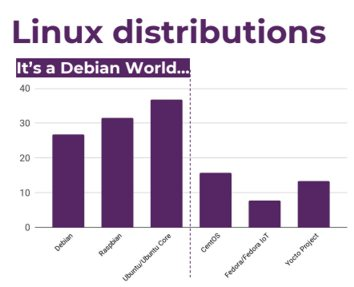 Linux distributions
It's a Debian World...
40
30
20
10
0
Debian
Raspbian
Ubuntu/Ubuntu Core
CentOS
Fedora/Fedora IoT
Yocto Project